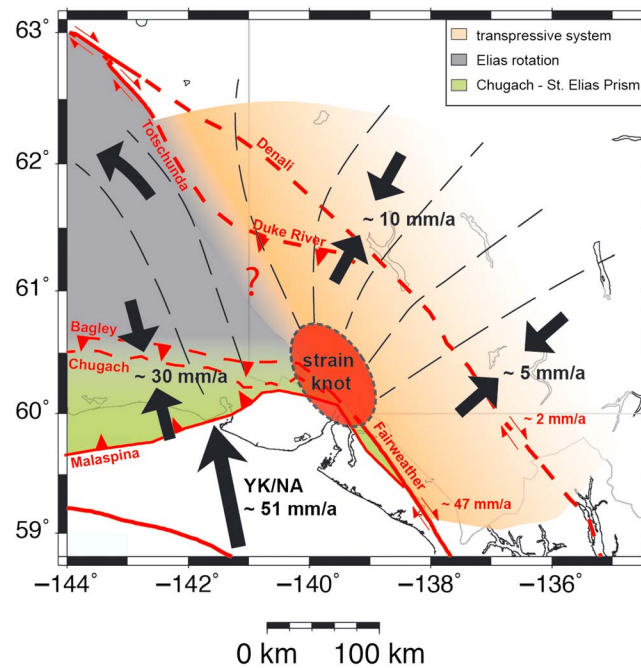 63°
62°
61°
60°
59°
transpressive system
Elias rotation
Chugach - St. Elias Prism
Totschunda
Denali
Duke River
~ 10 mm/a
?
Bagley
Chugach
~ 30 mm/a
strain
knot
~ 5 mm/a
~ 2 mm/a
Malaspina
Fairweather
YK/NA
~ 51 mm/a
~ 47 mm/a
−144°
−142°
−140°
−138°
−136°
0 km
100 km